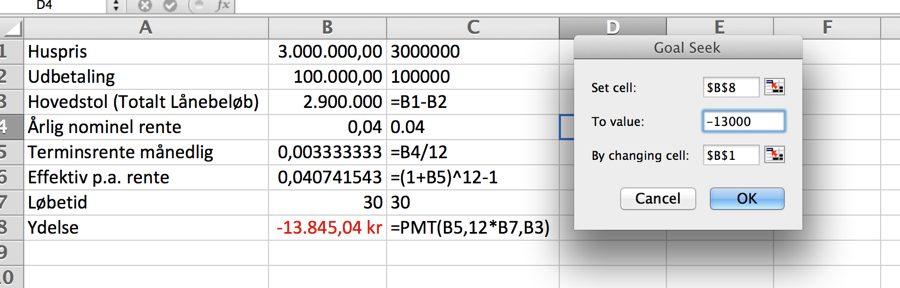 D4 fx
A B C D E F
1 Huspris 3.000.000,00 3000000
2 Udbetaling 100.000,00 100000
3 Hovedstol (Totalt Lånebeløb) 2.900.000 =B1-B2
4 Årlig nominel rente 0,04 0.04
5 Terminsrente månedlig 0,003333333 =B4/12
6 Effektiv p.a. rente 0,040741543 =(1+B5)^12-1
7 Løbetid 30 30
8 Ydelse -13.845,04 kr =PMT(B5,12*B7,B3)
9
10
Goal Seek
Set cell: $B$8
To value: -13000
By changing cell: $B$1
Cancel OK